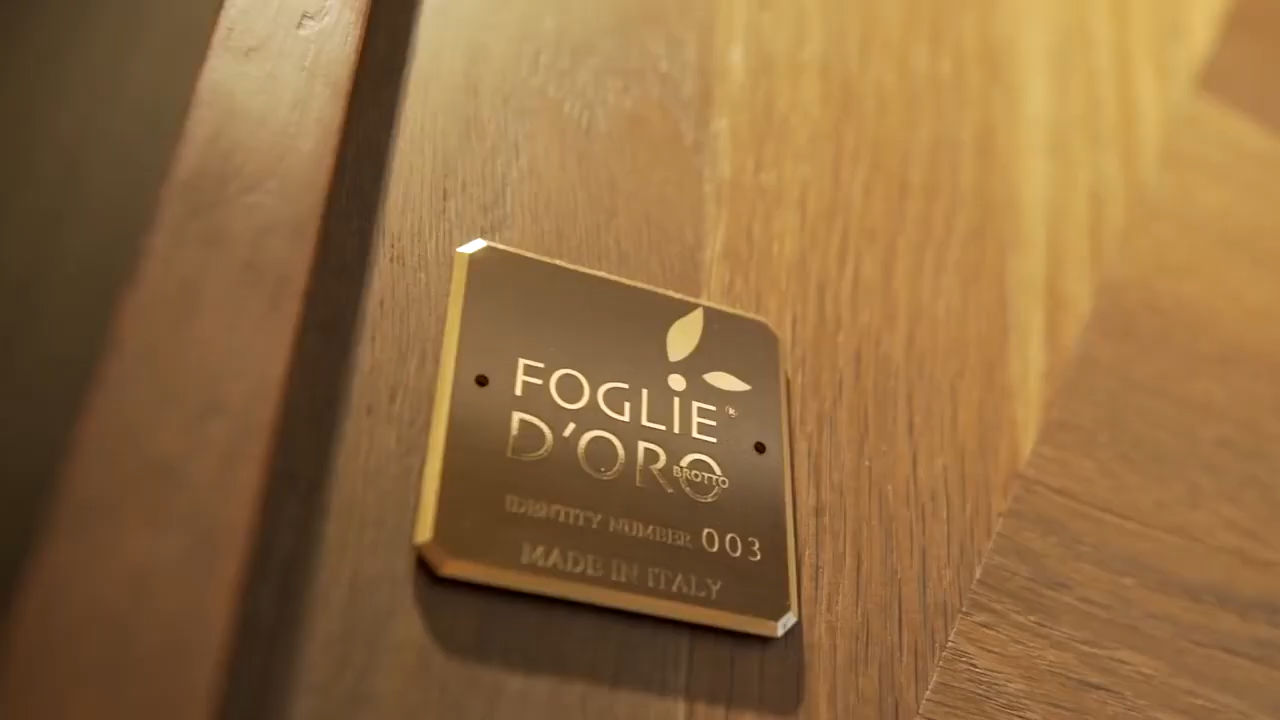 FOGLIE®
D'ORO
BROTTO
IDENTITY NUMBER 003
MADE IN ITALY